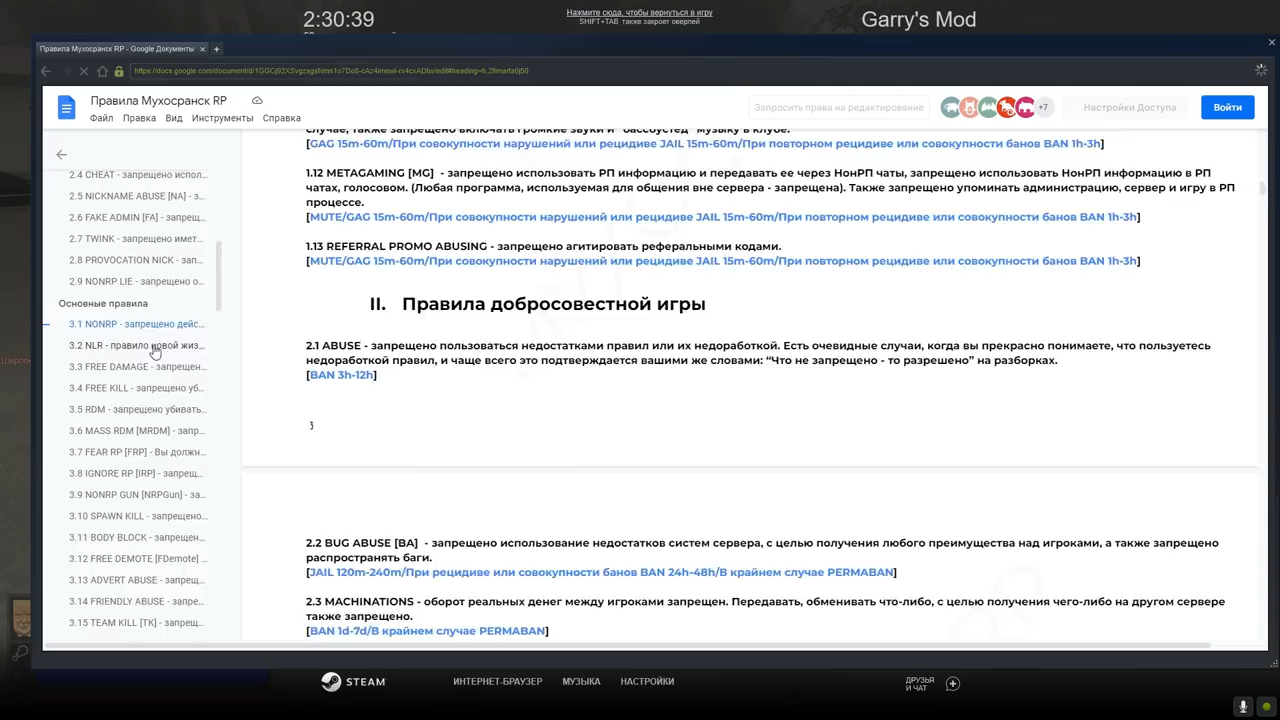 2:30:39
Нажмите сюда, чтобы вернуться в игру
SHIFT+TAB также закроет оверлей
Garry's Mod
Правила Мухосранск RP - Google Документы
Правила Мухосранск RP
Файл Правка Вид Инструменты Справка
Запросить права на редактирование
+7
Настройки Доступа
Войти
2.4 CHEAT - запрещено испол...
2.5 NICKNAME ABUSE [NA] - з...
2.6 FAKE ADMIN [FA] - запрещ...
2.7 TWINK - запрещено имет...
2.8 PROVOCATION NICK - зап...
2.9 NONRP LIE - запрещено о...
Основные правила
3.1 NONRP - запрещено дейс...
3.2 NLR - правило новой жиз...
3.3 FREE DAMAGE - запрещен...
3.4 FREE KILL - запрещено уб...
3.5 RDM - запрещено убивать...
3.6 MASS RDM [MRDM] - запр...
3.7 FEAR RP [FRP] - Вы должн...
3.8 IGNORE RP [IRP] - запрещ...
3.9 NONRP GUN [NRPGun] - за...
3.10 SPAWN KILL - запрещено...
3.11 BODY BLOCK - запрещен...
3.12 FREE DEMOTE [FDemote] ...
3.13 ADVERT ABUSE - запрещ...
3.14 FRIENDLY ABUSE - запре...
3.15 TEAM KILL [TK] - запрещ...
случае, также запрещено включать громкие звуки и "бассбустед" музыку в клубе.
[GAG 15m-60m/При совокупности нарушений или рецидиве JAIL 15m-60m/При повторном рецидиве или совокупности банов BAN 1h-3h]
1.12 METAGAMING [MG] - запрещено использовать РП информацию и передавать ее через НонРП чаты, запрещено использовать НонРП информацию в РП
чатах, голосовом. (Любая программа, используемая для общения вне сервера - запрещена). Также запрещено упоминать администрацию, сервер и игру в РП
процессе.
[MUTE/GAG 15m-60m/При совокупности нарушений или рецидиве JAIL 15m-60m/При повторном рецидиве или совокупности банов BAN 1h-3h]
1.13 REFERRAL PROMO ABUSING - запрещено агитировать реферальными кодами.
[MUTE/GAG 15m-60m/При совокупности нарушений или рецидиве JAIL 15m-60m/При повторном рецидиве или совокупности банов BAN 1h-3h]
II. Правила добросовестной игры
2.1 ABUSE - запрещено пользоваться недостатками правил или их недоработкой. Есть очевидные случаи, когда вы прекрасно понимаете, что пользуетесь
недоработкой правил, и чаще всего это подтверждается вашими же словами: “Что не запрещено - то разрешено” на разборках.
[BAN 3h-12h]
3
2.2 BUG ABUSE [BA] - запрещено использование недостатков систем сервера, с целью получения любого преимущества над игроками, а также запрещено
распространять баги.
[JAIL 120m-240m/При рецидиве или совокупности банов BAN 24h-48h/В крайнем случае PERMABAN]
2.3 MACHINATIONS - оборот реальных денег между игроками запрещен. Передавать, обменивать что-либо, с целью получения чего-либо на другом сервере
также запрещено.
[BAN 1d-7d/В крайнем случае PERMABAN]
STEAM
ИНТЕРНЕТ-БРАУЗЕР МУЗЫКА НАСТРОЙКИ
ДРУЗЬЯ
И ЧАТ